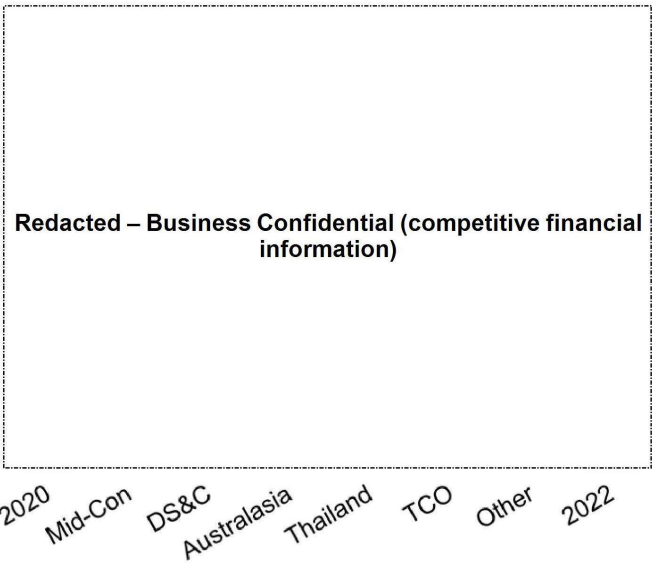 Redacted – Business Confidential (competitive financial
information)
2020
Mid-Con
DS&C
Australasia
Thailand
TCO
Other
2022